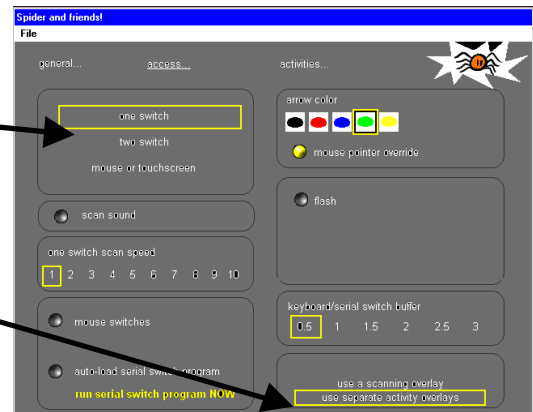 Spider and friends!
File
general... access... activities...
one switch
two switch
mouse or touchscreen
scan sound
one switch scan speed
1 2 3 4 5 6 7 8 9 10
mouse switches
auto-load serial switch program
run serial switch program NOW
arrow color
mouse pointer override
flash
keyboard/serial switch buffer
0.5 1 1.5 2 2.5 3
use a scanning overlay
use separate activity overlays